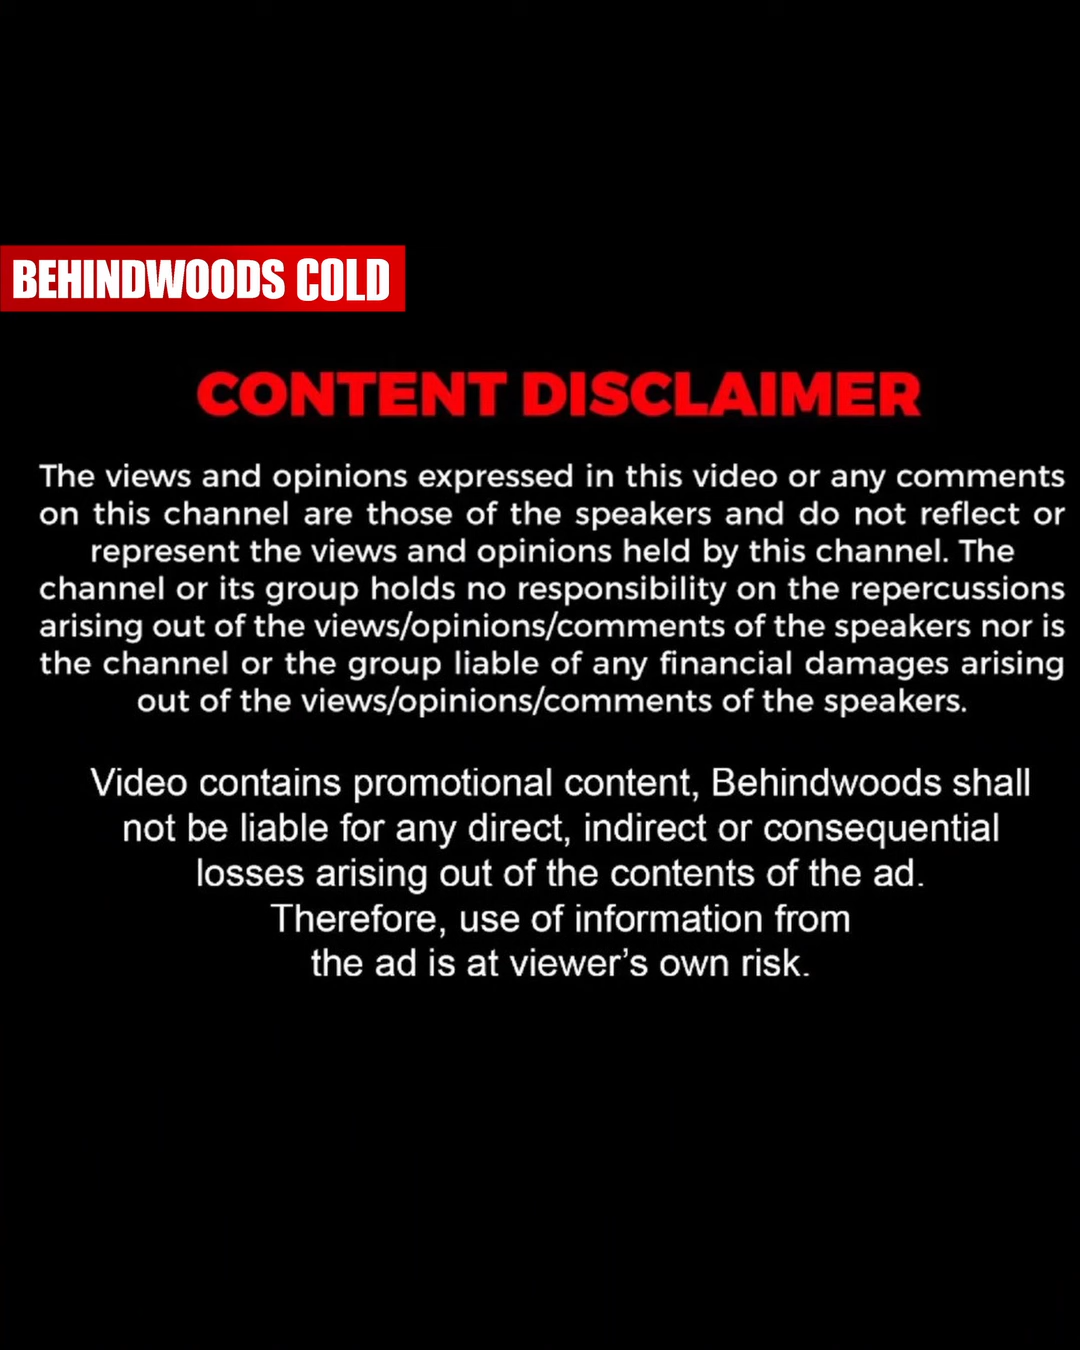 BEHINDWOODS COLD
CONTENT DISCLAIMER
The views and opinions expressed in this video or any comments
on this channel are those of the speakers and do not reflect or
represent the views and opinions held by this channel. The
channel or its group holds no responsibility on the repercussions
arising out of the views/opinions/comments of the speakers nor is
the channel or the group liable of any financial damages arising
out of the views/opinions/comments of the speakers.
Video contains promotional content, Behindwoods shall
not be liable for any direct, indirect or consequential
losses arising out of the contents of the ad.
Therefore, use of information from
the ad is at viewer’s own risk.